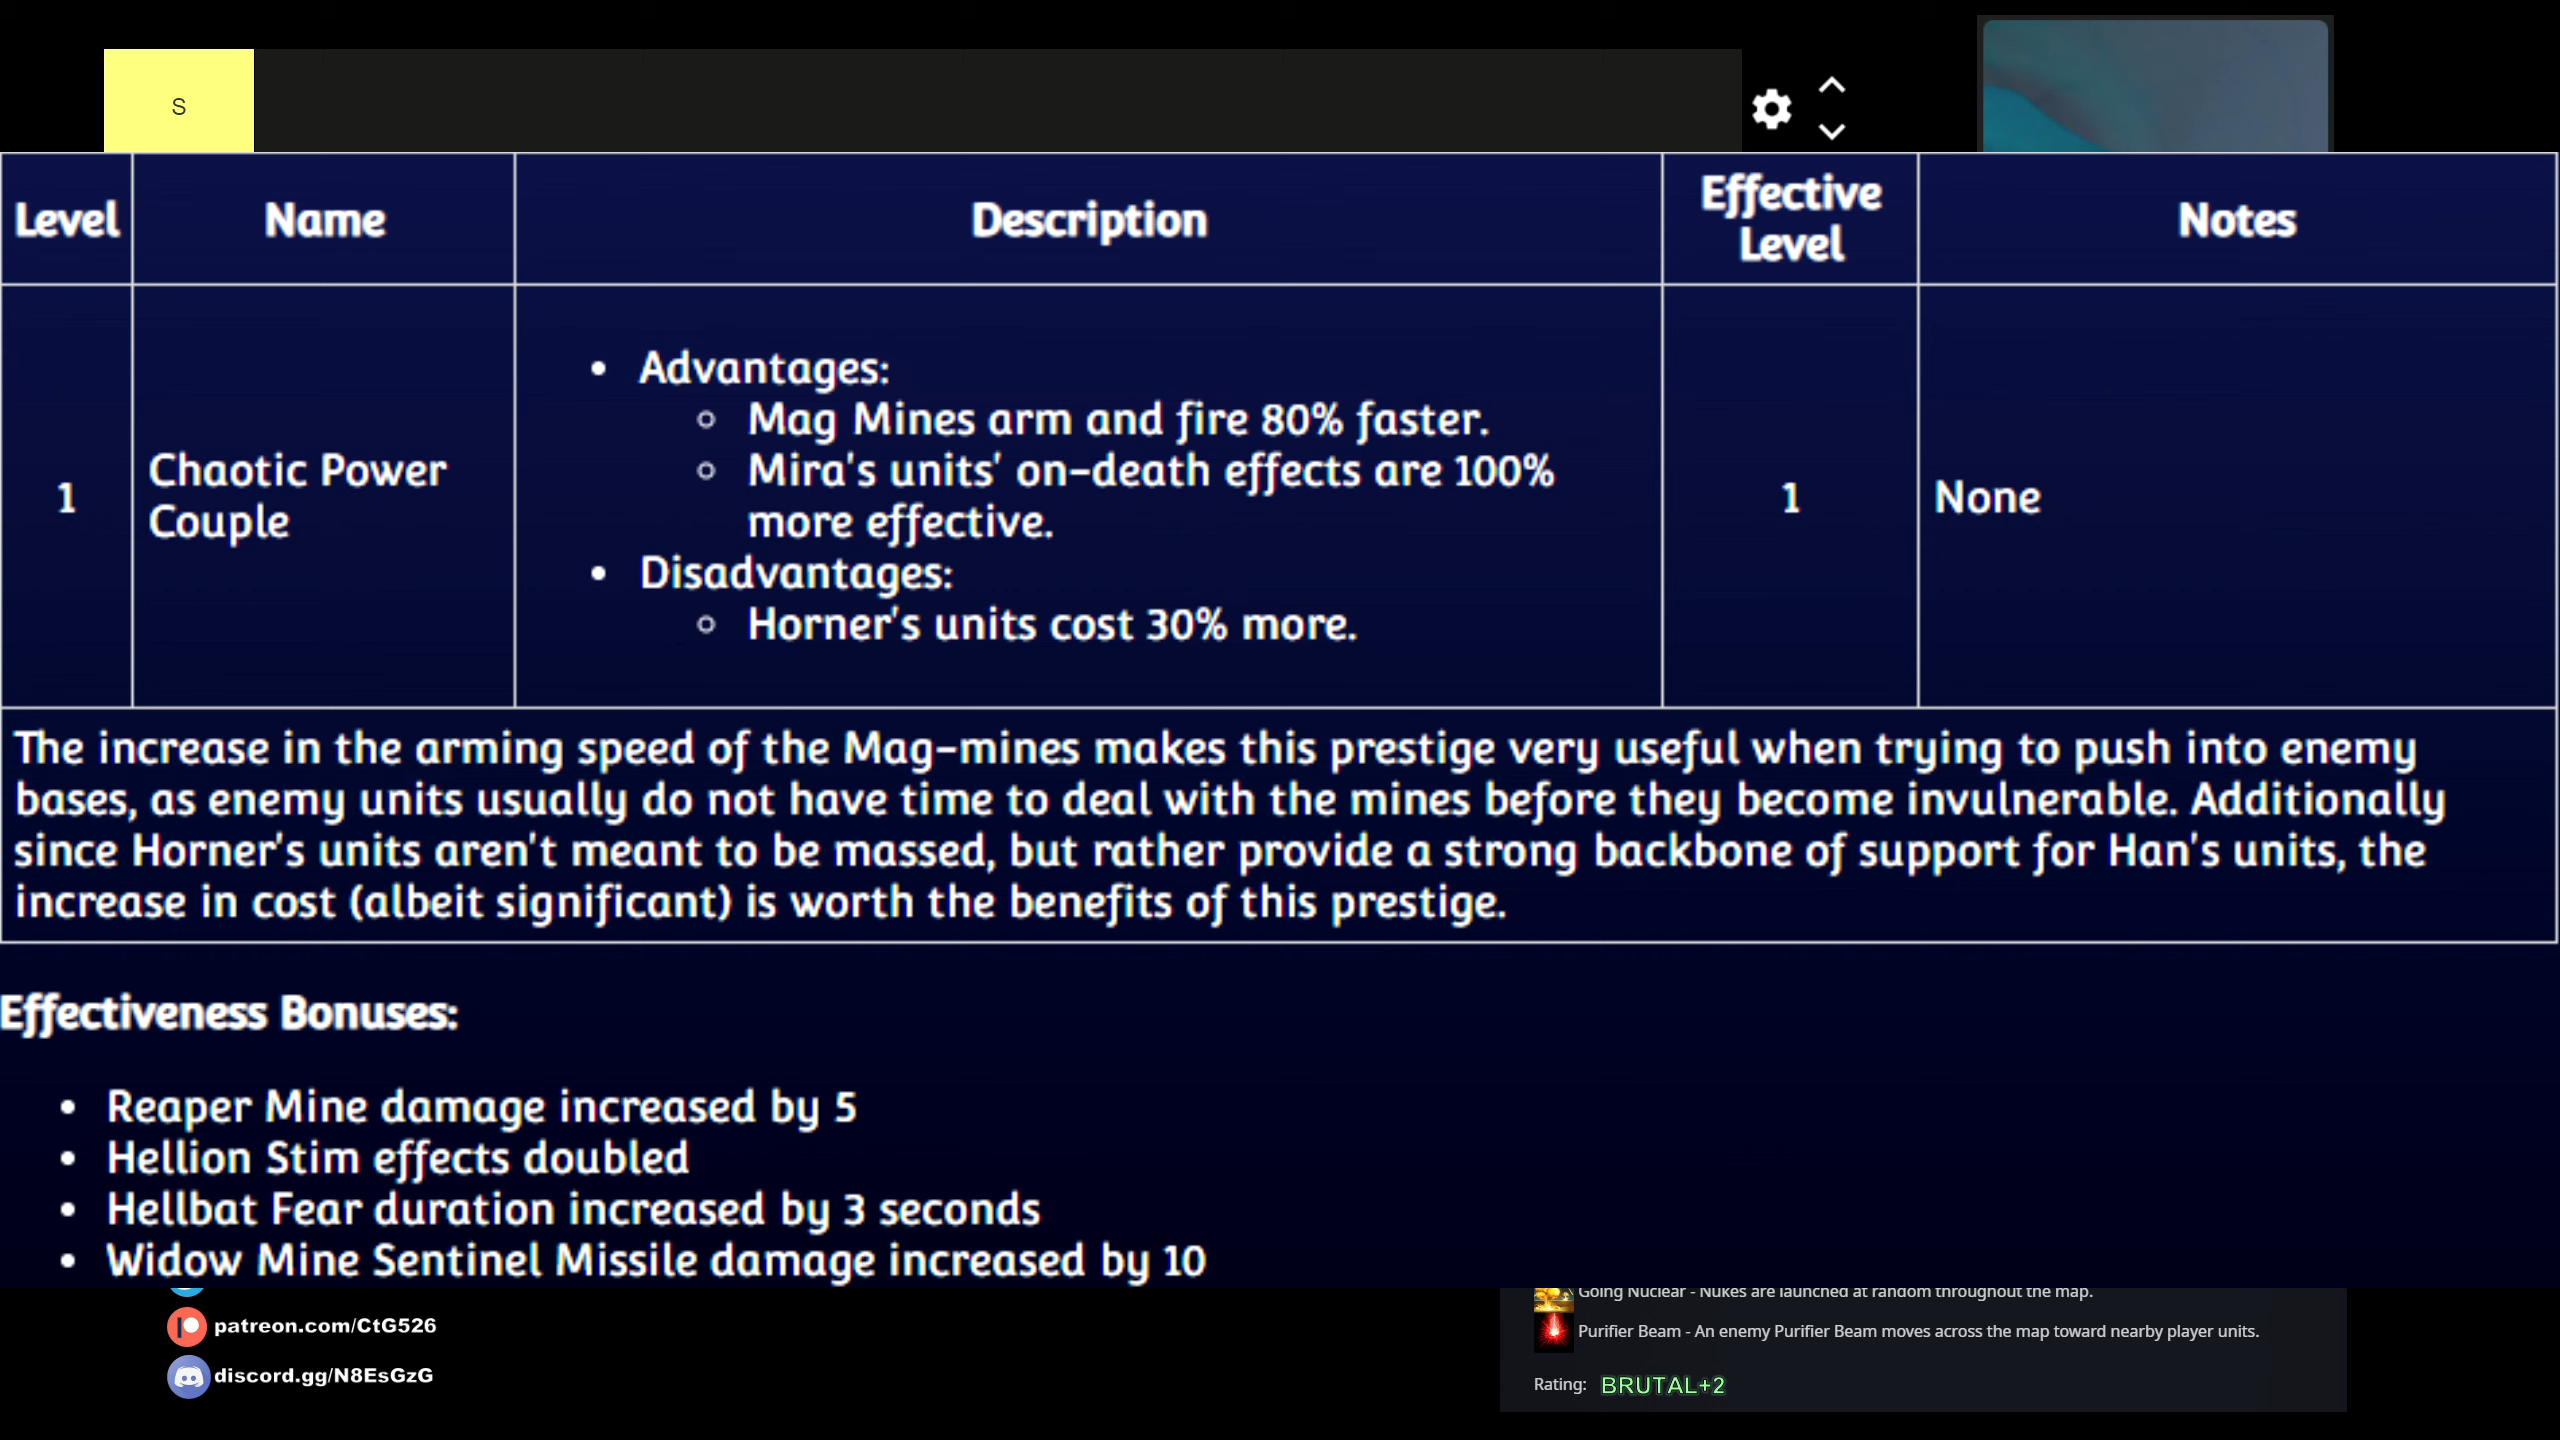 S
Level
Name
Description
Effective
Level
Notes
1
Chaotic Power
Couple
• Advantages:
○ Mag Mines arm and fire 80% faster.
○ Mira's units' on-death effects are 100%
more effective.
• Disadvantages:
○ Horner's units cost 30% more.
1
None
The increase in the arming speed of the Mag-mines makes this prestige very useful when trying to push into enemy
bases, as enemy units usually do not have time to deal with the mines before they become invulnerable. Additionally
since Horner's units aren't meant to be massed, but rather provide a strong backbone of support for Han's units, the
increase in cost (albeit significant) is worth the benefits of this prestige.
Effectiveness Bonuses:
• Reaper Mine damage increased by 5
• Hellion Stim effects doubled
• Hellbat Fear duration increased by 3 seconds
• Widow Mine Sentinel Missile damage increased by 10
patreon.com/CtG526
discord.gg/N8EsGzG
Going Nuclear - Nukes are launched at random throughout the map.
Purifier Beam - An enemy Purifier Beam moves across the map toward nearby player units.
Rating: BRUTAL+2